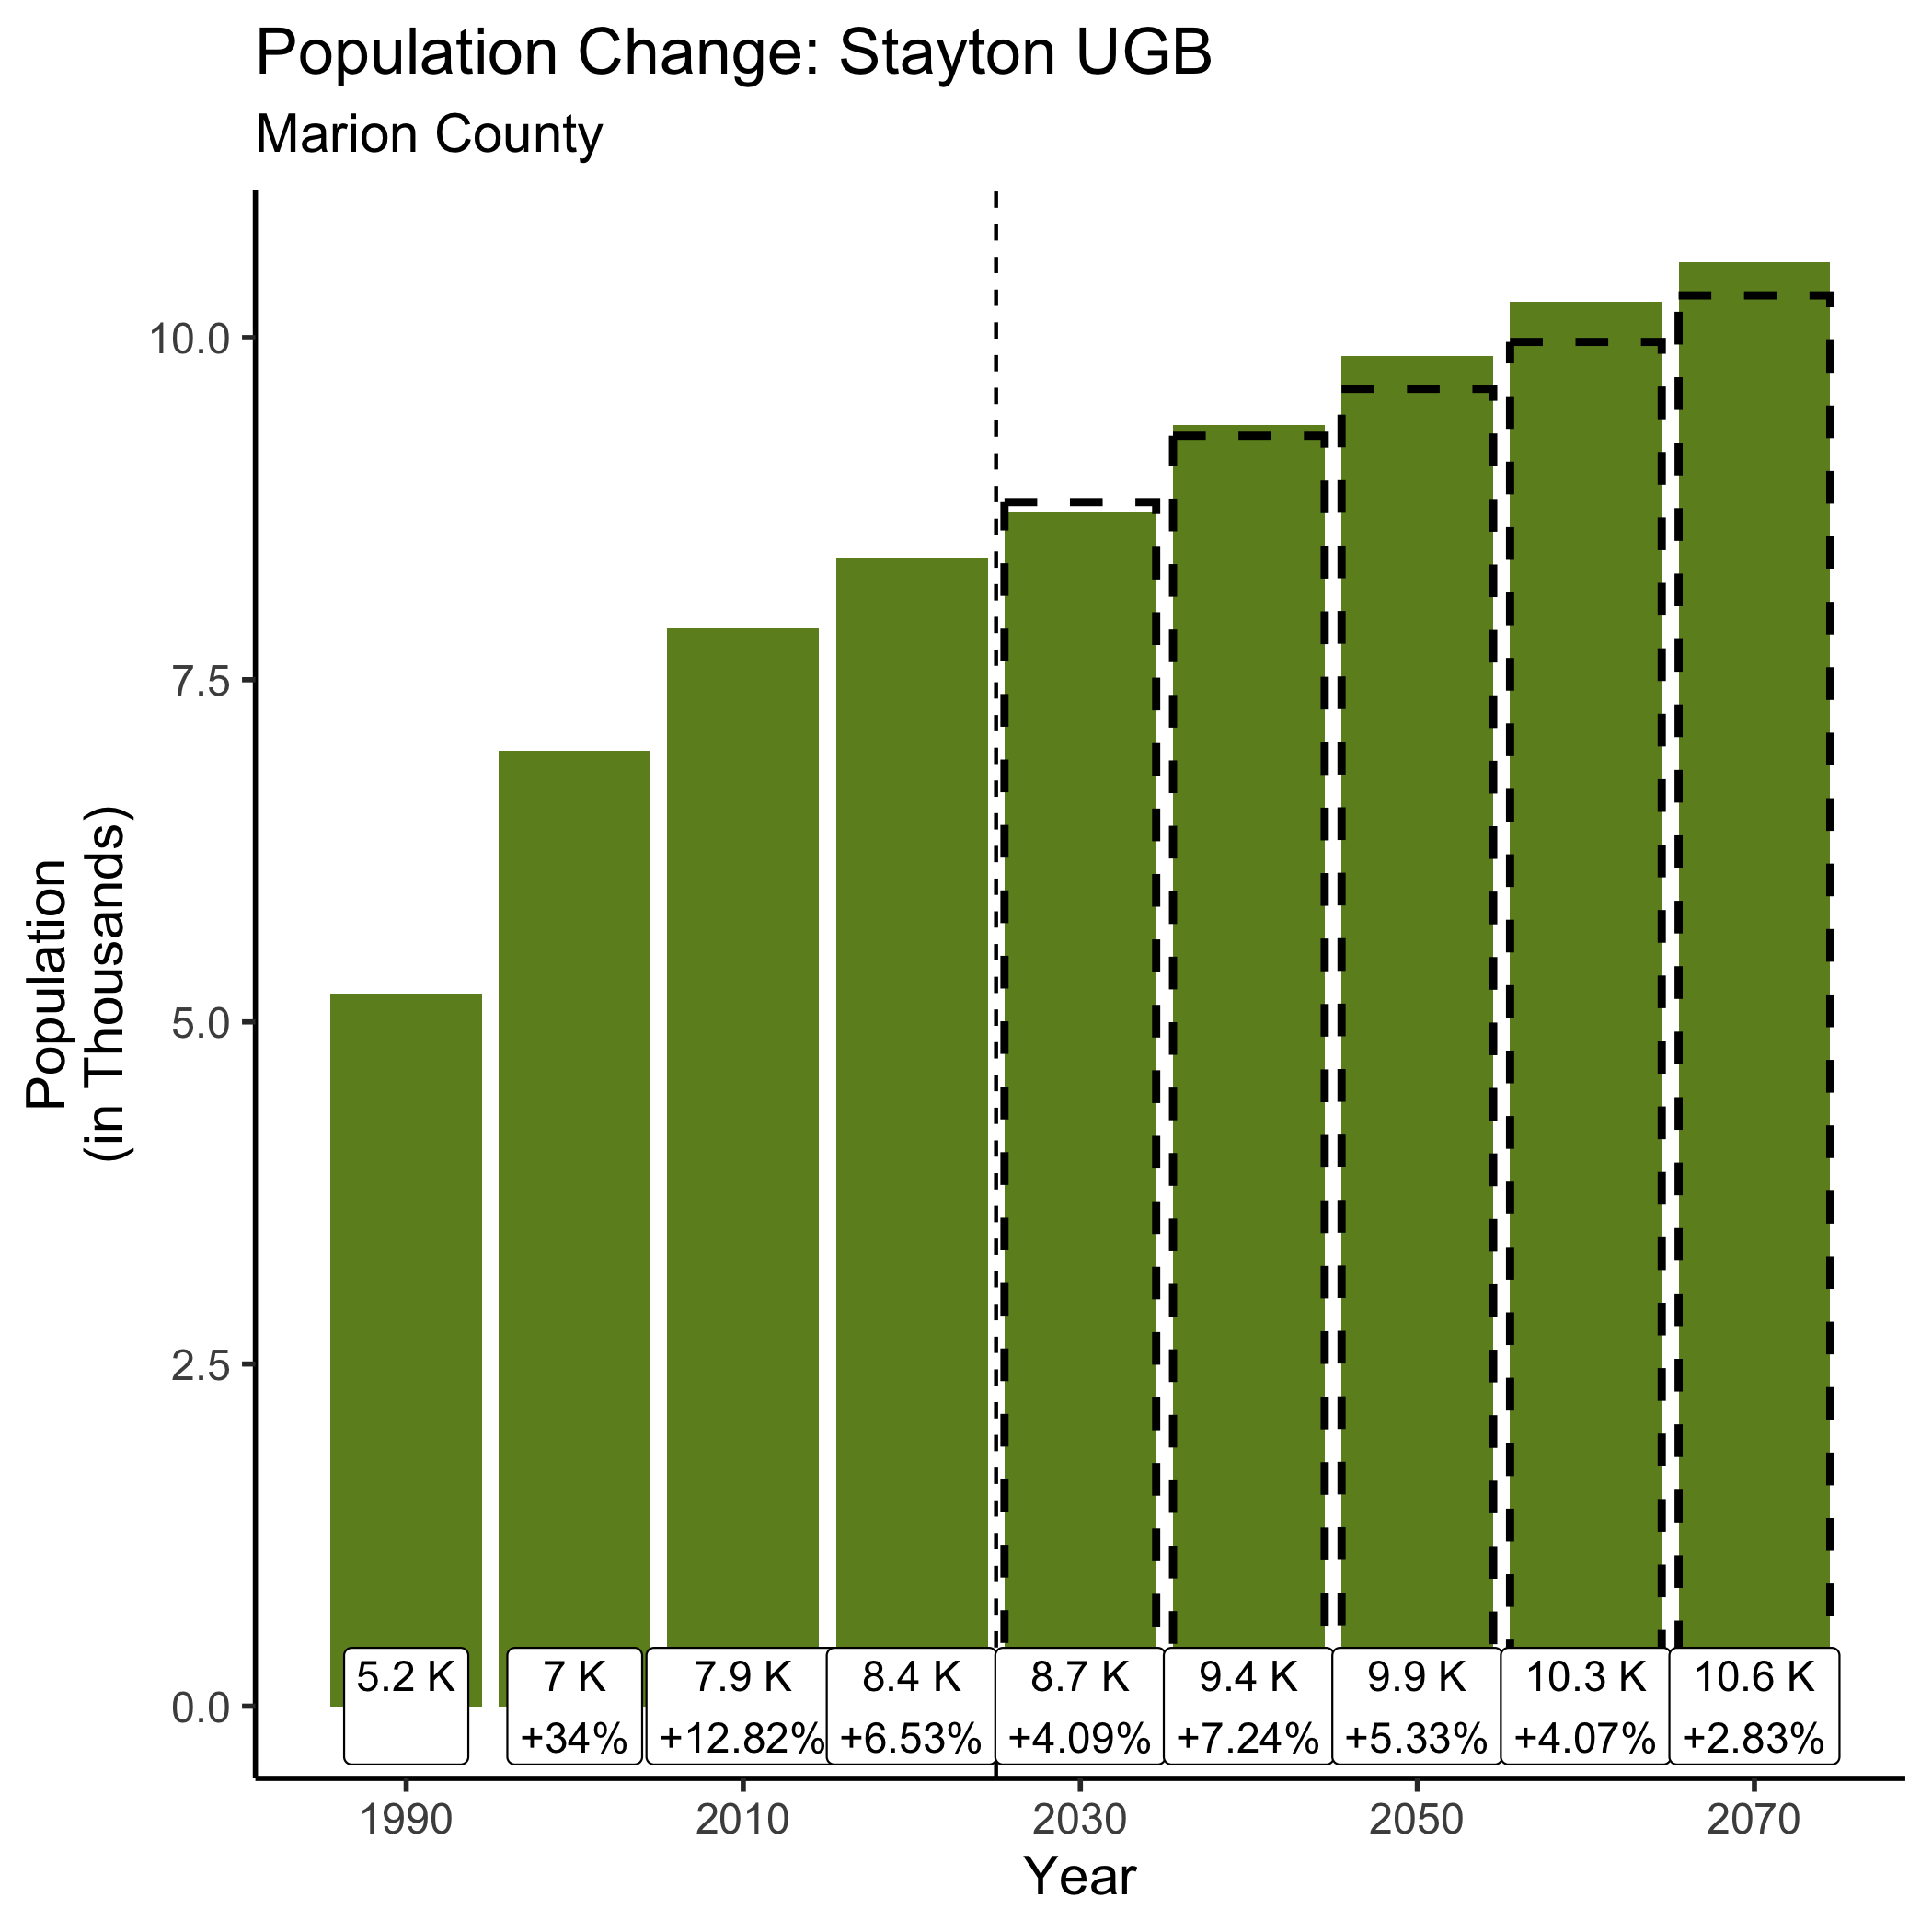 Population Change: Stayton UGB
Marion County
Population
(in Thousands)
10.0
7.5
5.0
2.5
0.0
5.2 K
7 K
+34%
7.9 K
+12.82%
8.4 K
+6.53%
8.7 K
+4.09%
9.4 K
+7.24%
9.9 K
+5.33%
10.3 K
+4.07%
10.6 K
+2.83%
1990
2010
2030
2050
2070
Year